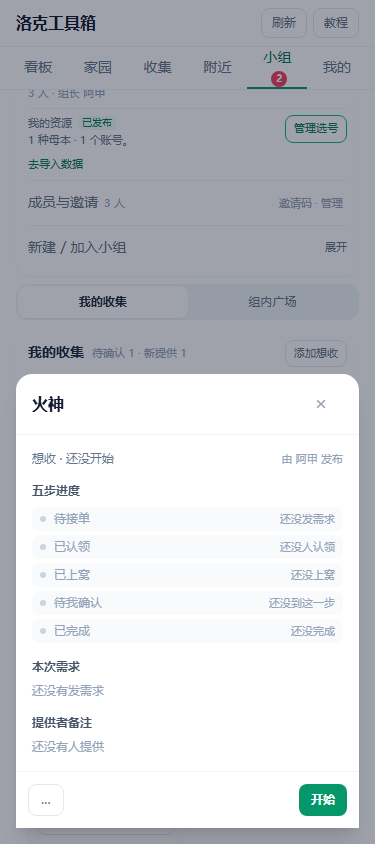 洛克工具箱
刷新
教程
看板
家园
收集
附近
小组
2
我的
3 人 · 组长 阿甲
我的资源 已发布
1 种母本 · 1 个账号。
管理选号
去导入数据
成员与邀请 3 人
邀请码 · 管理
新建 / 加入小组
展开
我的收集
组内广场
我的收集 待确认 1 · 新提供 1
添加想收
火神
×
想收 · 还没开始
由 阿甲 发布
五步进度
待接单
还没发需求
已认领
还没人认领
已上窝
还没上窝
待我确认
还没到这一步
已完成
还没完成
本次需求
还没有发需求
提供者备注
还没有人提供
...
开始